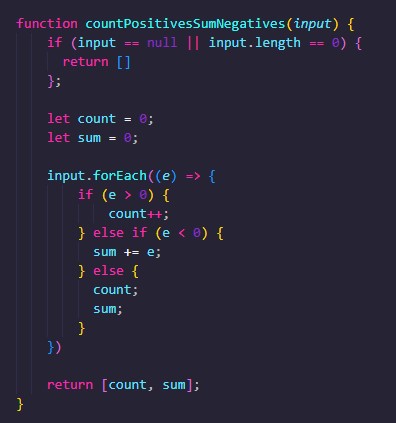 function countPositivesSumNegatives(input) {
if (input == null || input.length == 0) {
return []
};
let count = 0;
let sum = 0;
input.forEach((e) => {
if (e > 0) {
count++;
} else if (e < 0) {
sum += e;
} else {
count;
sum;
}
})
return [count, sum];
}